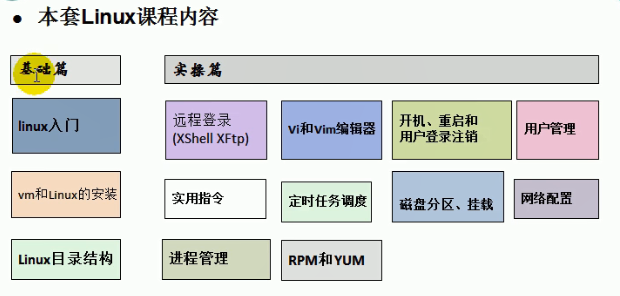 ● 本套Linux课程内容
基础篇
实操篇
linux入门
远程登录
(XShell XFtp)
Vi和Vim编辑器
开机、重启和
用户登录注销
用户管理
vm和Linux的安装
实用指令
定时任务调度
磁盘分区、挂载
网络配置
Linux目录结构
进程管理
RPM和YUM